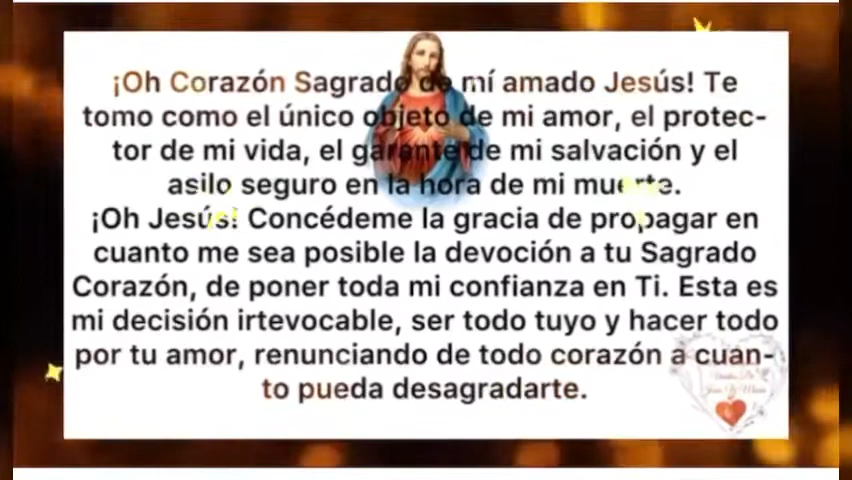 ¡Oh Corazón Sagrado de mí amado Jesús! Te
tomo como el único objeto de mi amor, el protec-
tor de mi vida, el garante de mi salvación y el
asilo seguro en la hora de mi muerte.
¡Oh Jesús! Concédeme la gracia de propagar en
cuanto me sea posible la devoción a tu Sagrado
Corazón, de poner toda mi confianza en Ti. Esta es
mi decisión irtevocable, ser todo tuyo y hacer todo
por tu amor, renunciando de todo corazón a cuan-
to pueda desagradarte.